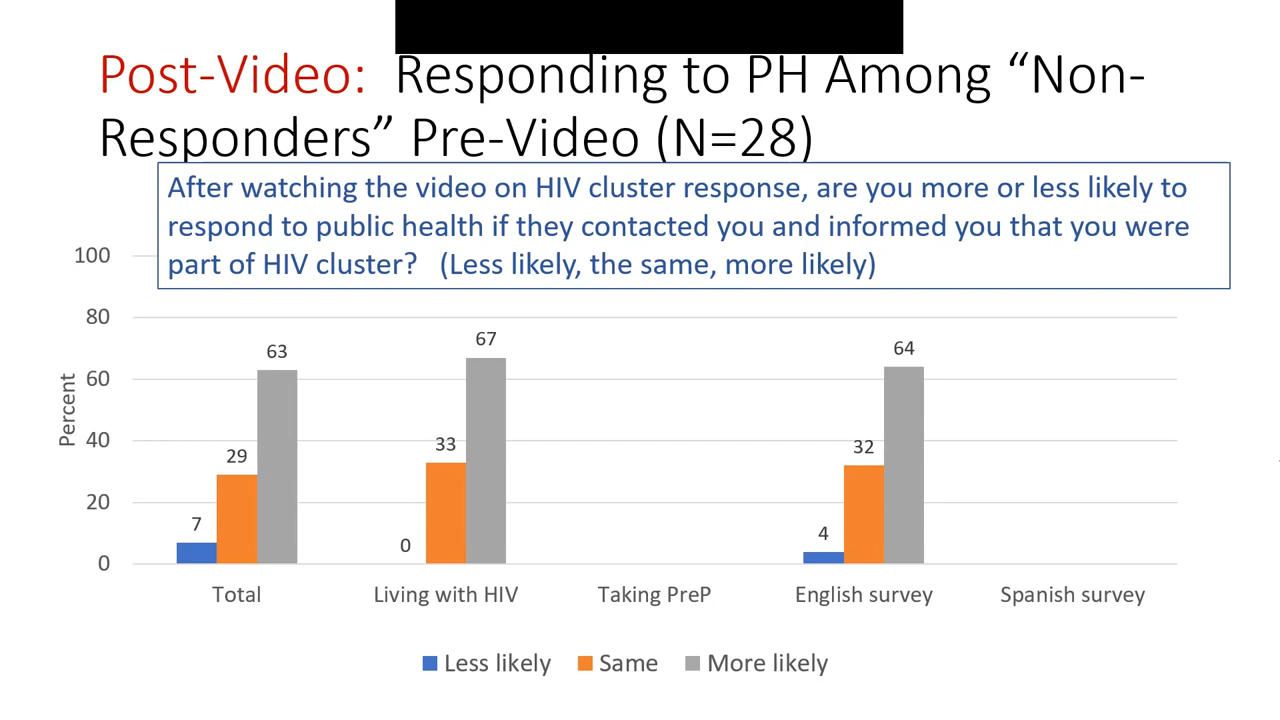 Post-Video: Responding to PH Among “Non-
Responders” Pre-Video (N=28)
After watching the video on HIV cluster response, are you more or less likely to
respond to public health if they contacted you and informed you that you were
part of HIV cluster? (Less likely, the same, more likely)
100
80
60
40
20
0
Percent
7
29
63
0
33
67
4
32
64
Total
Living with HIV
Taking PreP
English survey
Spanish survey
Less likely
Same
More likely